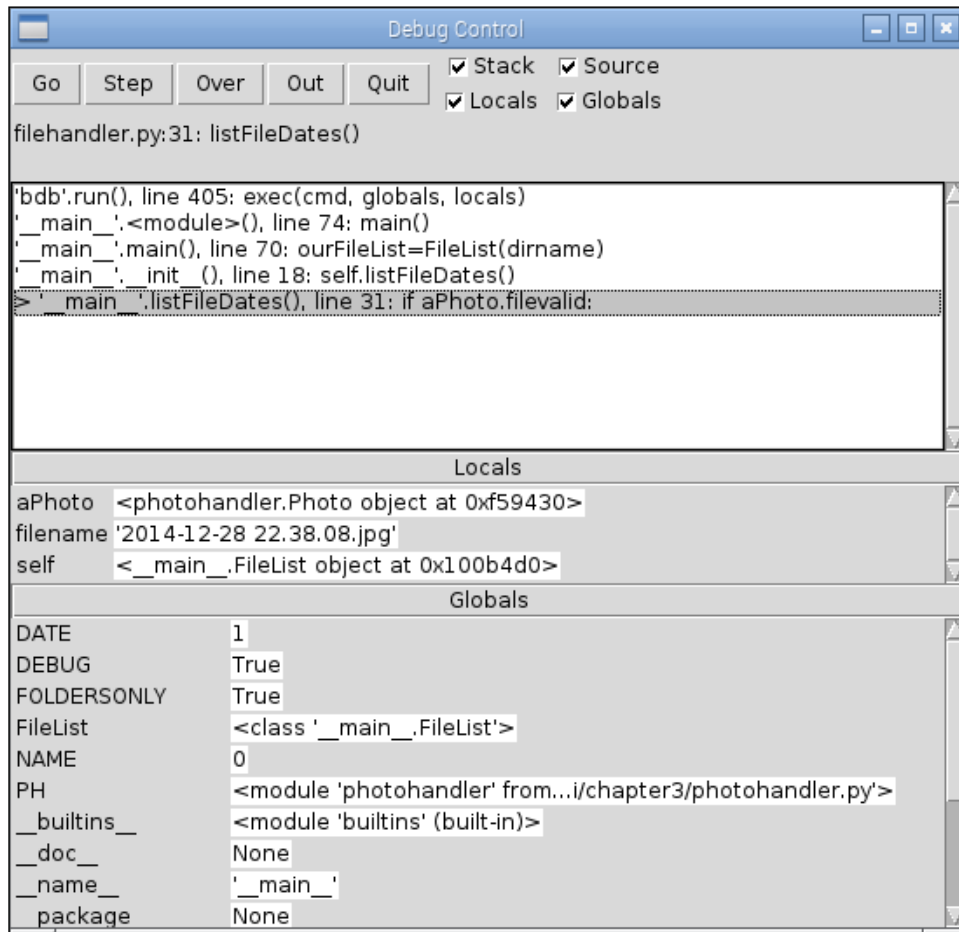 Debug Control
Go Step Over Out Quit Stack Source
Locals Globals
filehandler.py:31: listFileDates()
'bdb'.run(), line 405: exec(cmd, globals, locals)
'__main__'.<module>(), line 74: main()
'__main__'.main(), line 70: ourFileList=FileList(dirname)
'__main__'.__init__(), line 18: self.listFileDates()
> '__main__'.listFileDates(), line 31: if aPhoto.filevalid:
Locals
aPhoto <photohandler.Photo object at 0xf59430>
filename '2014-12-28 22.38.08.jpg'
self <__main__.FileList object at 0x100b4d0>
Globals
DATE 1
DEBUG True
FOLDERSONLY True
FileList <class '__main__.FileList'>
NAME 0
PH <module 'photohandler' from...i/chapter3/photohandler.py'>
__builtins__ <module 'builtins' (built-in)>
__doc__ None
__name__ '__main__'
__package None